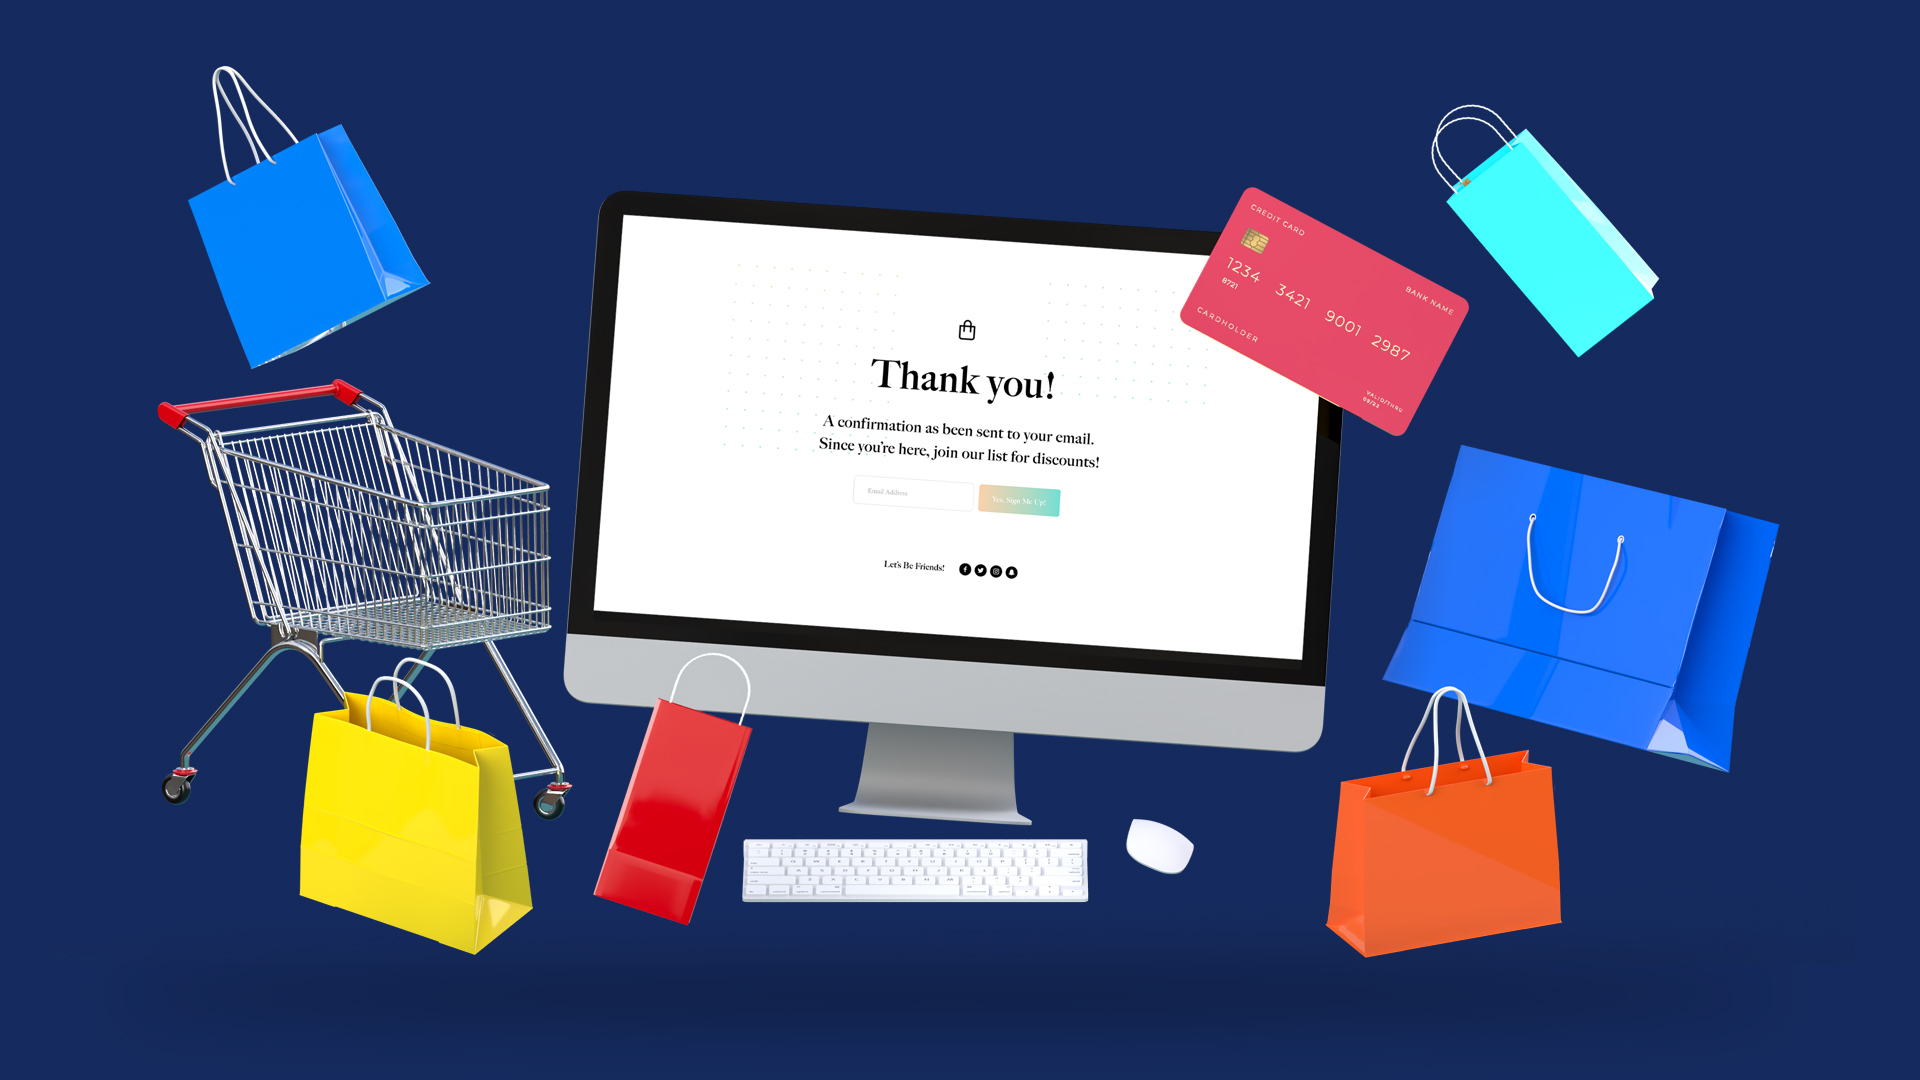 Thank you!
A confirmation as been sent to your email.
Since you're here, join our list for discounts!
Email Address
Yes, Sign Me Up!
Let's Be Friends!
CREDIT CARD
1234 3421 9001 2987
8721
BANK NAME
CARDHOLDER
VALID/THRU
09/23